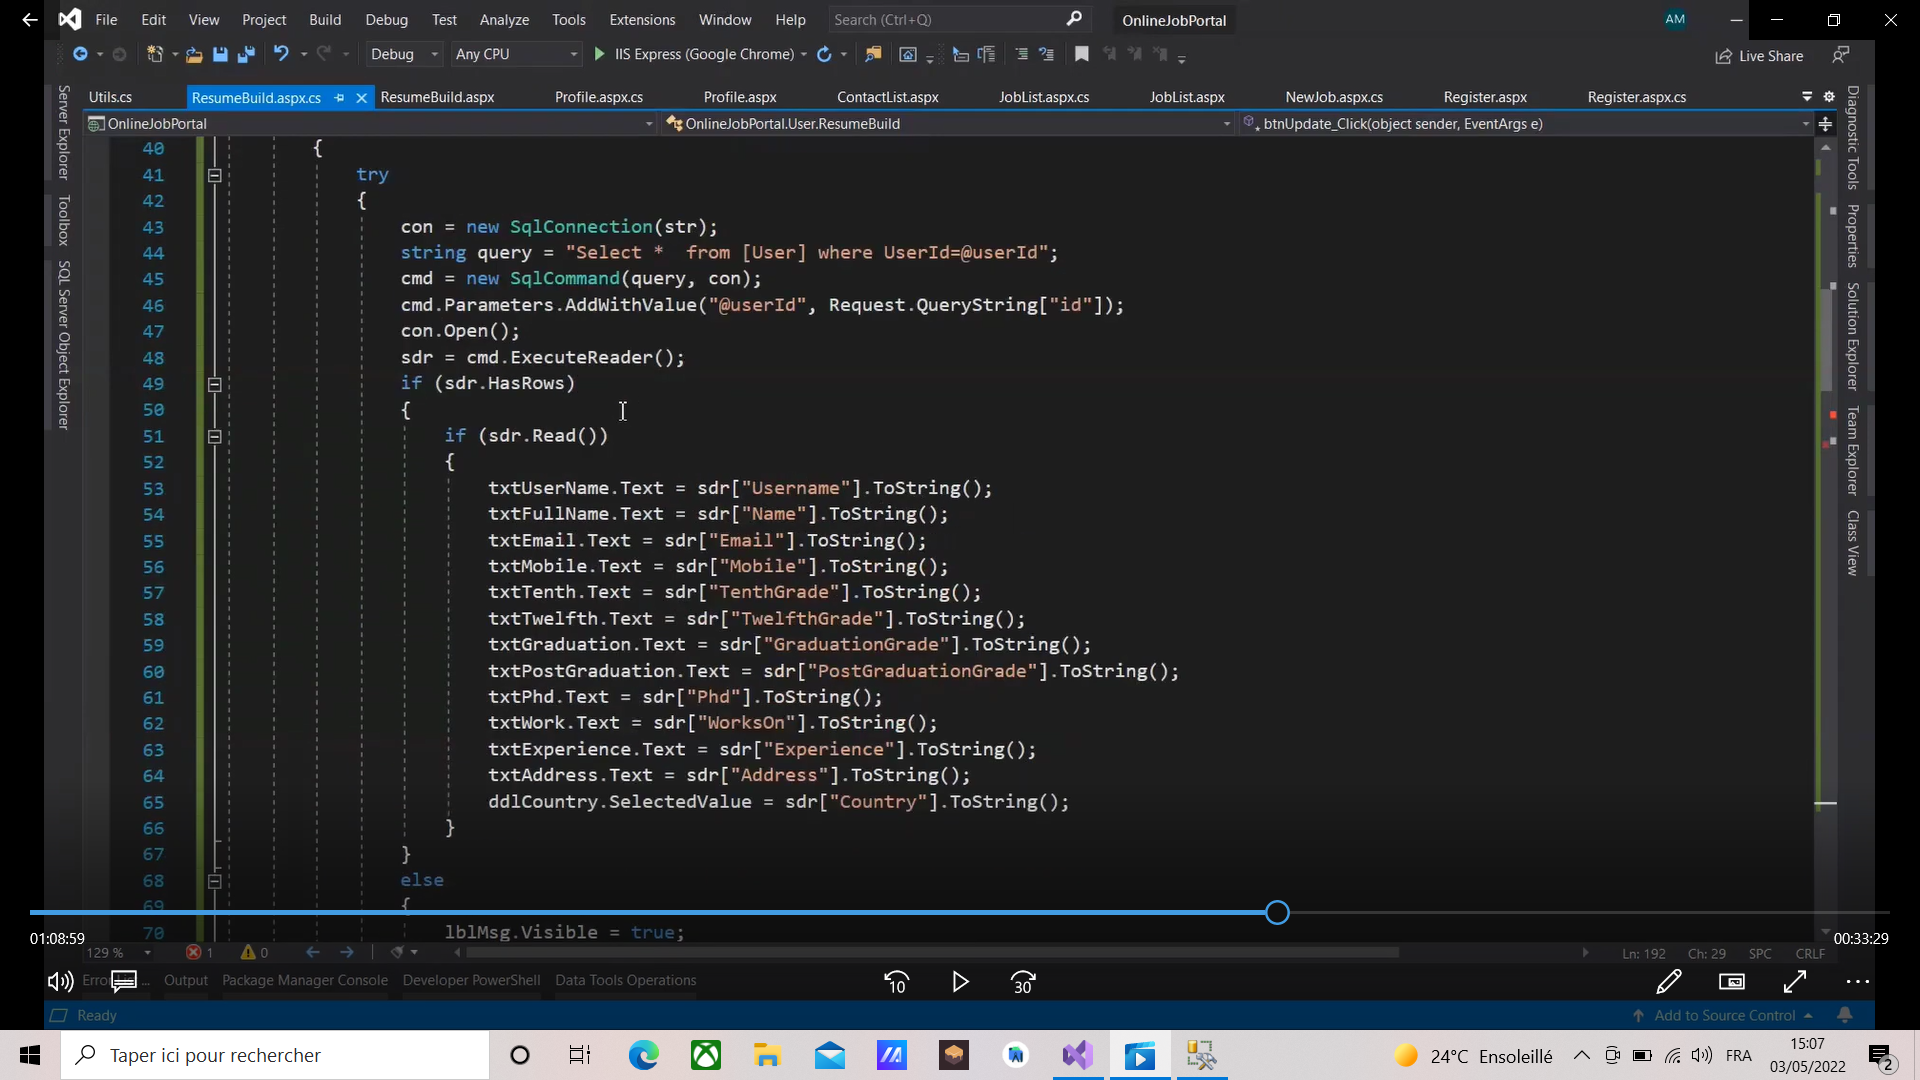 File Edit View Project Build Debug Test Analyze Tools Extensions Window Help Search (Ctrl+Q) OnlineJobPortal AM
Debug Any CPU IIS Express (Google Chrome) Live Share
Utils.cs ResumeBuild.aspx.cs ResumeBuild.aspx Profile.aspx.cs Profile.aspx ContactList.aspx JobList.aspx.cs JobList.aspx NewJob.aspx.cs Register.aspx Register.aspx.cs
OnlineJobPortal OnlineJobPortal.User.ResumeBuild btnUpdate_Click(object sender, EventArgs e)
Server Explorer
Toolbox
SQL Server Object Explorer
40 {
41 try
42 {
43 con = new SqlConnection(str);
44 string query = "Select *  from [User] where UserId=@userId";
45 cmd = new SqlCommand(query, con);
46 cmd.Parameters.AddWithValue("@userId", Request.QueryString["id"]);
47 con.Open();
48 sdr = cmd.ExecuteReader();
49 if (sdr.HasRows)
50 {
51 if (sdr.Read())
52 {
53 txtUserName.Text = sdr["Username"].ToString();
54 txtFullName.Text = sdr["Name"].ToString();
55 txtEmail.Text = sdr["Email"].ToString();
56 txtMobile.Text = sdr["Mobile"].ToString();
57 txtTenth.Text = sdr["TenthGrade"].ToString();
58 txtTwelfth.Text = sdr["TwelfthGrade"].ToString();
59 txtGraduation.Text = sdr["GraduationGrade"].ToString();
60 txtPostGraduation.Text = sdr["PostGraduationGrade"].ToString();
61 txtPhd.Text = sdr["Phd"].ToString();
62 txtWork.Text = sdr["WorksOn"].ToString();
63 txtExperience.Text = sdr["Experience"].ToString();
64 txtAddress.Text = sdr["Address"].ToString();
65 ddlCountry.SelectedValue = sdr["Country"].ToString();
66 }
67 }
68 else
69 {
70 lblMsg.Visible = true;
Diagnostic Tools
Properties
Solution Explorer
Team Explorer
Class View
01:08:59 00:33:29
129 % 1 0 Ln: 192 Ch: 29 SPC CRLF
Output Package Manager Console Developer PowerShell Data Tools Operations
10 30
Ready Add to Source Control
Taper ici pour rechercher 24°C Ensoleillé FRA 15:07
03/05/2022 2